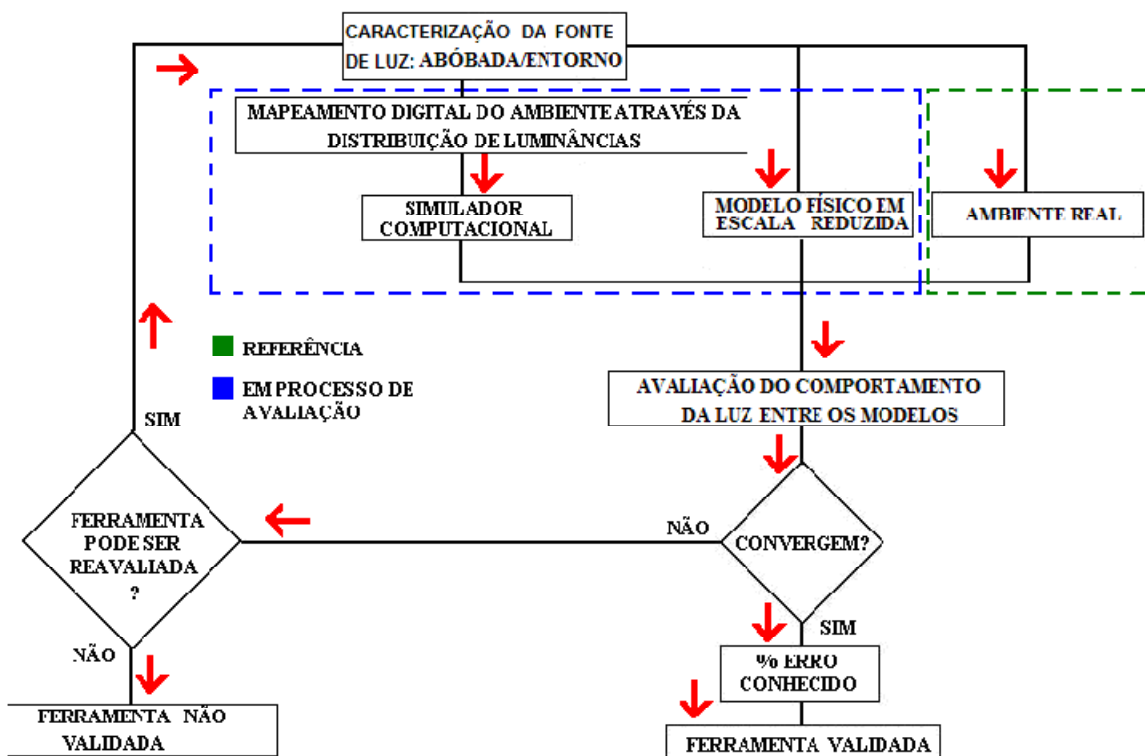 CARACTERIZAÇÃO DA FONTE
DE LUZ: ABÓBADA/ENTORNO
MAPEAMENTO DIGITAL DO AMBIENTE ATRAVÉS DA
DISTRIBUIÇÃO DE LUMINÂNCIAS
SIMULADOR
COMPUTACIONAL
MODELO FÍSICO EM
ESCALA REDUZIDA
AMBIENTE REAL
REFERÊNCIA
EM PROCESSO DE
AVALIAÇÃO
AVALIAÇÃO DO COMPORTAMENTO
DA LUZ ENTRE OS MODELOS
SIM
FERRAMENTA
PODE SER
REAVALIADA
?
NÃO
CONVERGEM?
NÃO
SIM
% ERRO
CONHECIDO
FERRAMENTA NÃO
VALIDADA
FERRAMENTA VALIDADA